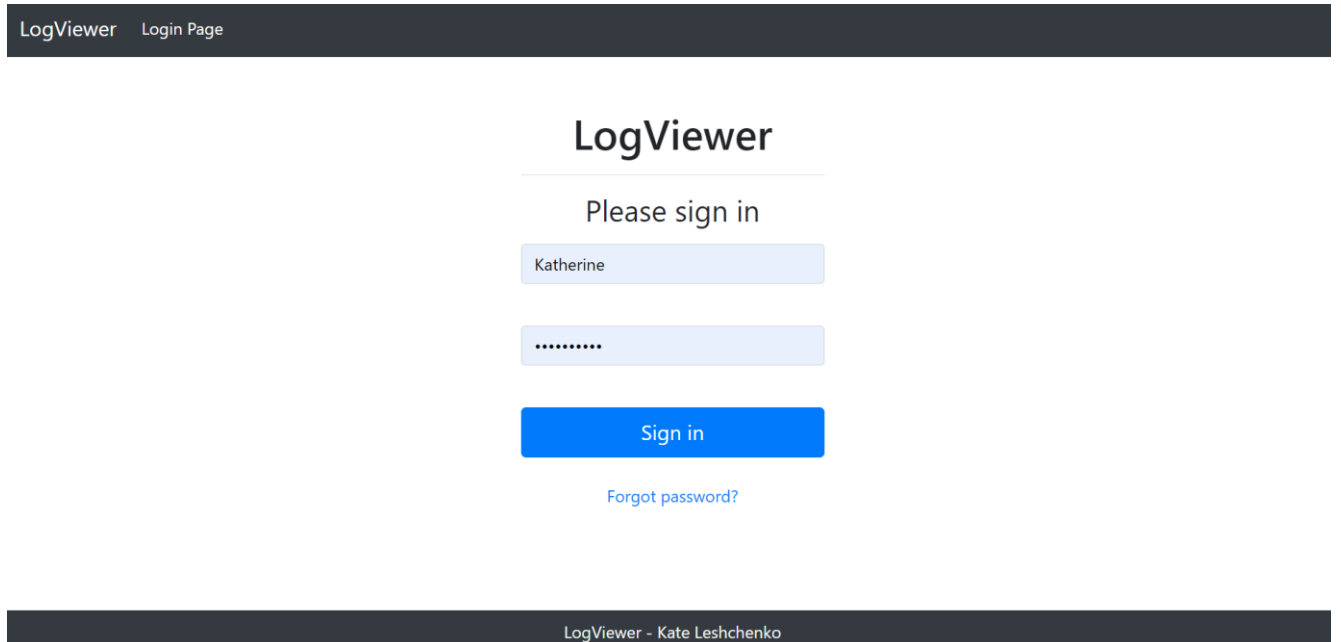 LogViewer Login Page
LogViewer
Please sign in
Katherine
••••••••••
Sign in
Forgot password?
LogViewer - Kate Leshchenko